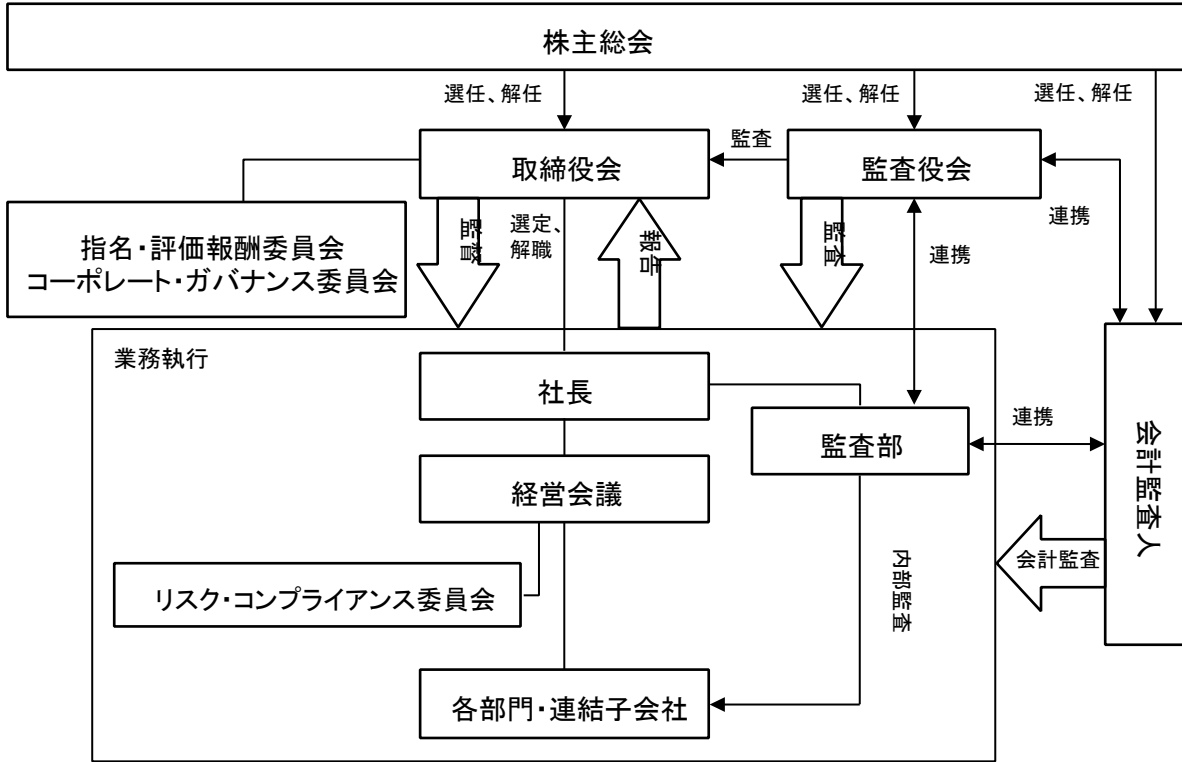 株主総会
選任、解任
選任、解任
選任、解任
取締役会
監査
監査役会
連携
指名・評価報酬委員会
コーポレート・ガバナンス委員会
監督
選定、
解職
報告
監査
連携
業務執行
社長
監査部
連携
会計監査人
経営会議
会計監査
リスク・コンプライアンス委員会
内部監査
各部門・連結子会社